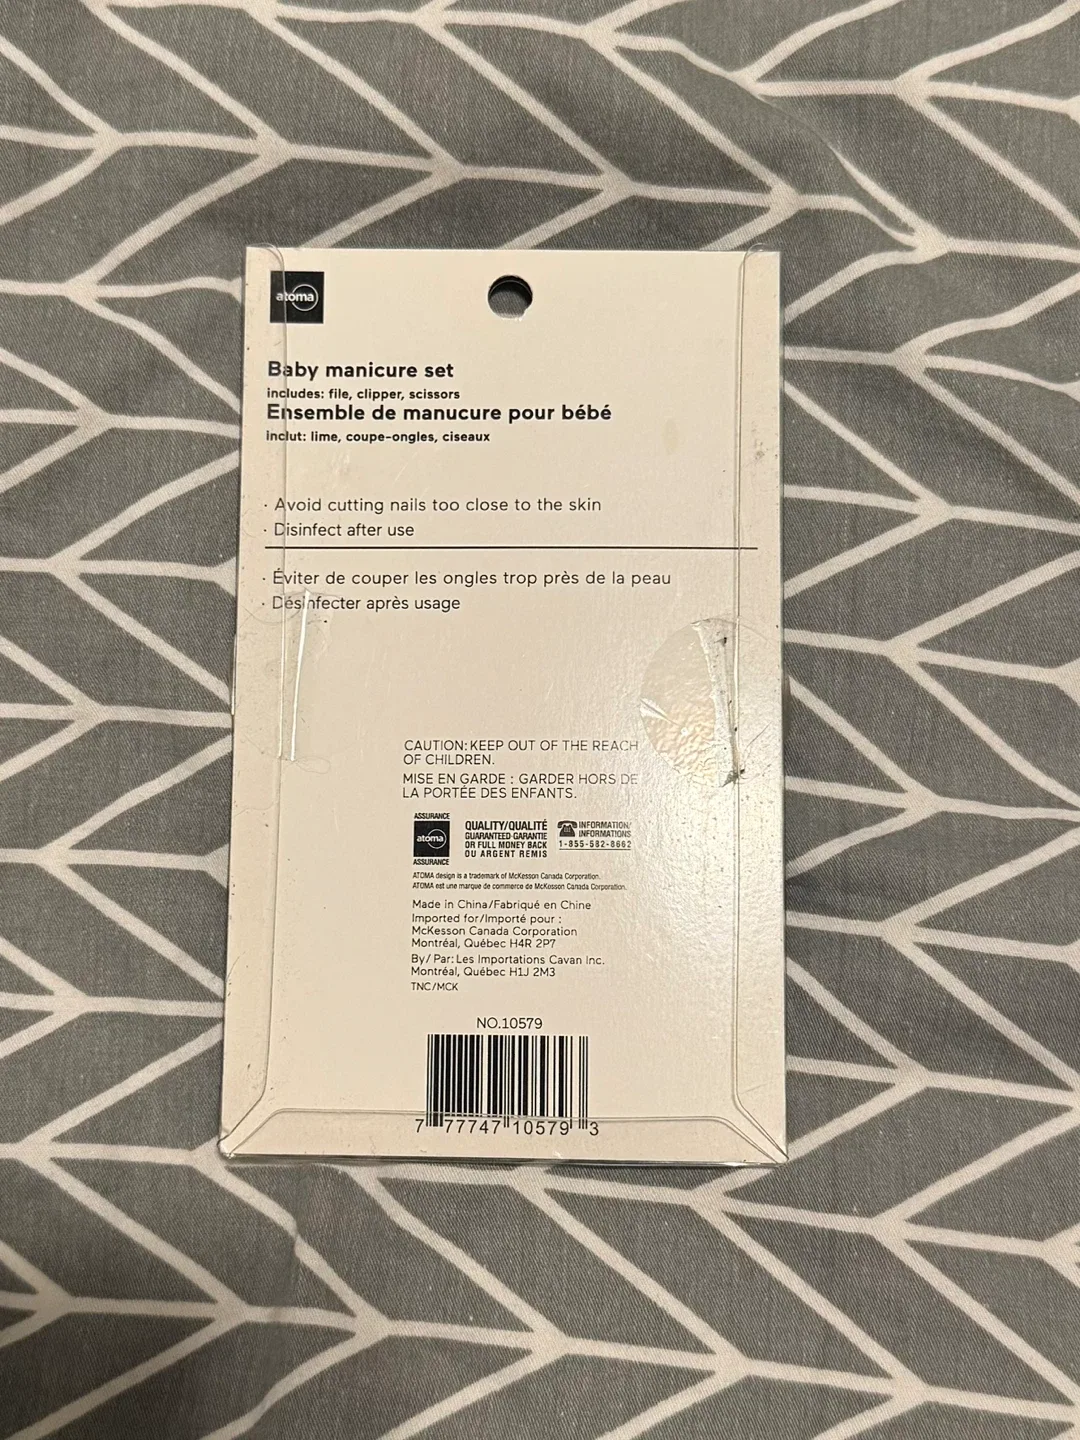 atoma
Baby manicure set
includes: file, clipper, scissors
Ensemble de manucure pour bébé
inclut: lime, coupe-ongles, ciseaux
· Avoid cutting nails too close to the skin
· Disinfect after use
· Éviter de couper les ongles trop près de la peau
· Désinfecter après usage
CAUTION: KEEP OUT OF THE REACH
OF CHILDREN.
MISE EN GARDE : GARDER HORS DE
LA PORTÉE DES ENFANTS.
ASSURANCE
atoma
ASSURANCE
QUALITY/QUALITÉ
GUARANTEED·GARANTIE
OR FULL MONEY BACK
OU ARGENT REMIS
INFORMATION/
INFORMATIONS
1-855-582-8662
ATOMA design is a trademark of McKesson Canada Corporation.
ATOMA est une marque de commerce de McKesson Canada Corporation.
Made in China/Fabriqué en Chine
Imported for/Importé pour :
McKesson Canada Corporation
Montréal, Québec H4R 2P7
By/ Par: Les Importations Cavan Inc.
Montréal, Québec H1J 2M3
TNC/MCK
NO.10579
7 77747 10579 3